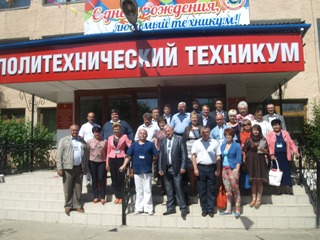 С днём рождения,
любимый техникум!!
ПОЛИТЕХНИЧЕСКИЙ ТЕХНИКУМ